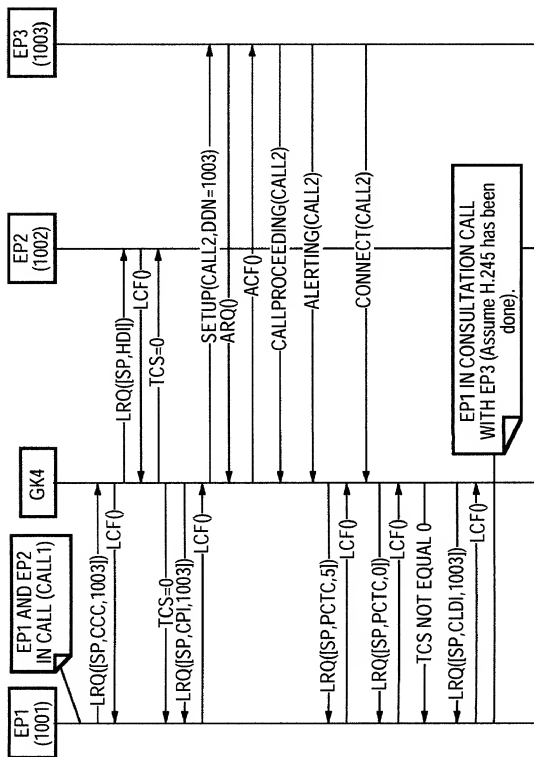 EP1
(1001)
GK4
EP2
(1002)
EP3
(1003)
EP1 AND EP2
IN CALL (CALL1)
LRQ([SP,CCC,1003])
LCF()
LRQ([SP,HDI])
LCF()
TCS=0
TCS=0
LRQ([SP,CPI,1003])
LCF()
SETUP(CALL2,DDN=1003)
ARQ()
ACF()
CALLPROCEEDING(CALL2)
ALERTING(CALL2)
LRQ([SP,PCTC,5])
LCF()
CONNECT(CALL2)
LRQ([SP,PCTC,0])
LCF()
TCS NOT EQUAL 0
LRQ([SP,CLDI,1003])
LCF()
EP1 IN CONSULTATION CALL
WITH EP3 (Assume H.245 has been
done).